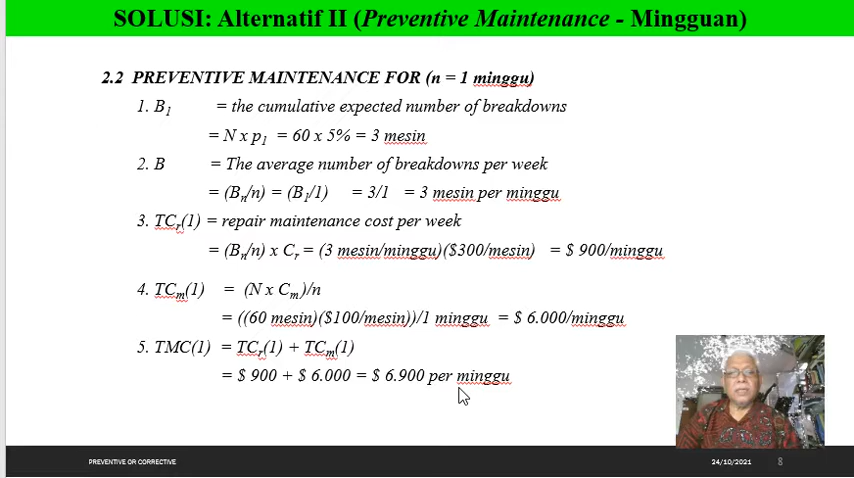 SOLUSI: Alternatif II (Preventive Maintenance - Mingguan)
2.2 PREVENTIVE MAINTENANCE FOR (n = 1 minggu)
1. B₁ = the cumulative expected number of breakdowns
= N x p₁ = 60 x 5% = 3 mesin
2. B = The average number of breakdowns per week
= (Bₙ/n) = (B₁/1) = 3/1 = 3 mesin per minggu
3. TCᵣ(1) = repair maintenance cost per week
= (Bₙ/n) x Cᵣ = (3 mesin/minggu)($300/mesin) = $ 900/minggu
4. TCₘ(1) = (N x Cₘ)/n
= ((60 mesin)($100/mesin))/1 minggu = $ 6.000/minggu
5. TMC(1) = TCᵣ(1) + TCₘ(1)
= $ 900 + $ 6.000 = $ 6.900 per minggu
PREVENTIVE OR CORRECTIVE 24/10/2021 8